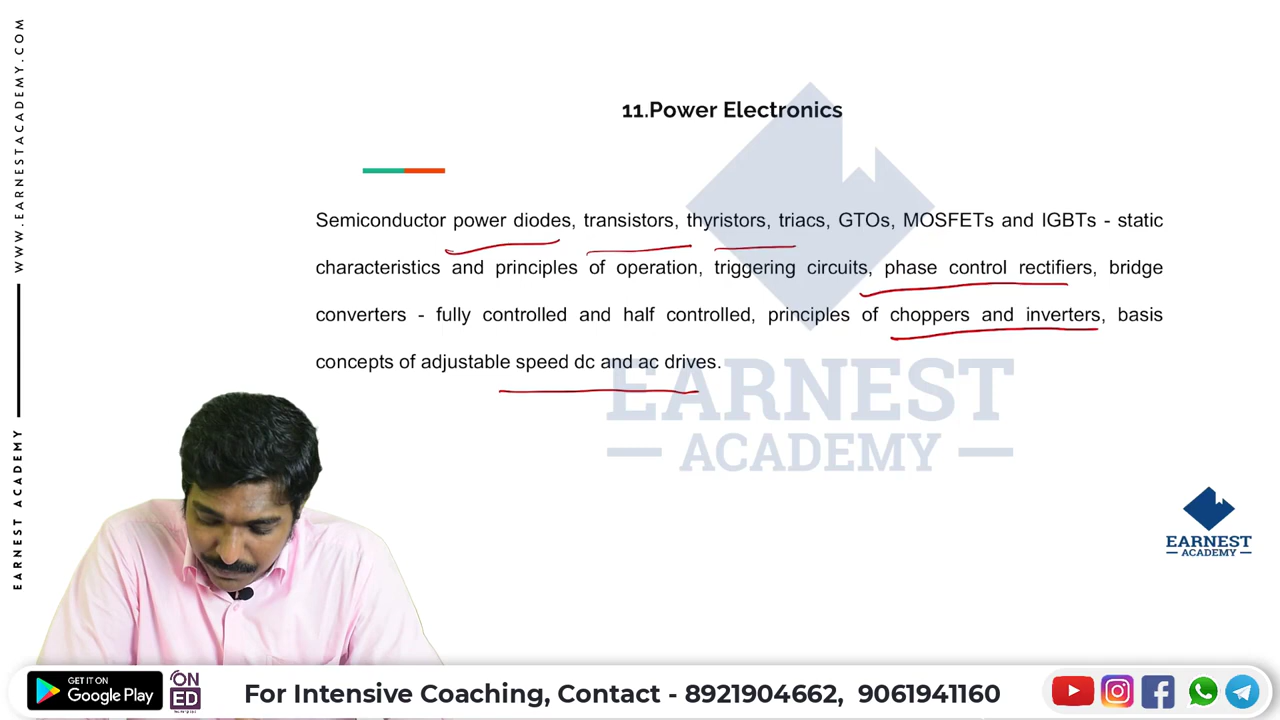 11.Power Electronics
Semiconductor power diodes, transistors, thyristors, triacs, GTOs, MOSFETs and IGBTs - static
characteristics and principles of operation, triggering circuits, phase control rectifiers, bridge
converters - fully controlled and half controlled, principles of choppers and inverters, basis
concepts of adjustable speed dc and ac drives.
EARNEST
ACADEMY
EARNEST
ACADEMY
WWW.EARNESTACADEMY.COM
EARNEST ACADEMY
GET IT ON
Google Play
ON
ED
For Intensive Coaching, Contact - 8921904662, 9061941160